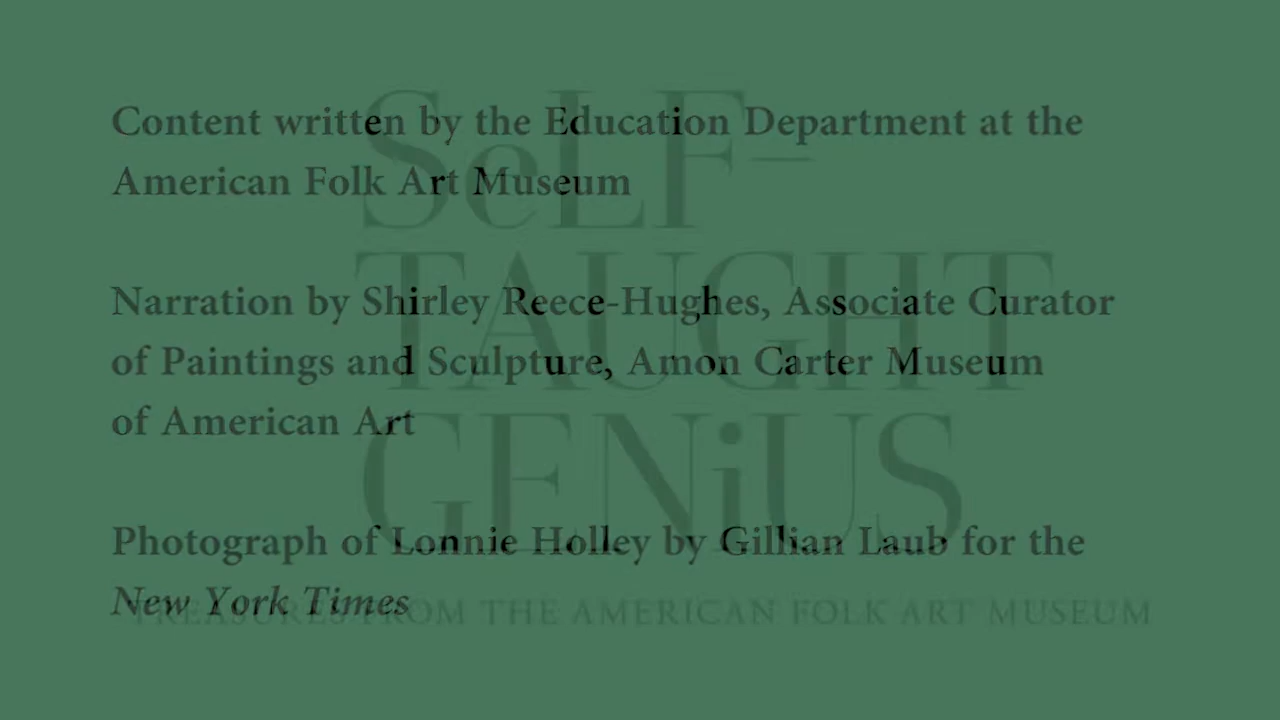 Content written by the Education Department at the
American Folk Art Museum
Narration by Shirley Reece-Hughes, Associate Curator
of Paintings and Sculpture, Amon Carter Museum
of American Art
Photograph of Lonnie Holley by Gillian Laub for the
New York Times
SeLF-
TAUGHT
GENiUS
TREASURES FROM THE AMERICAN FOLK ART MUSEUM